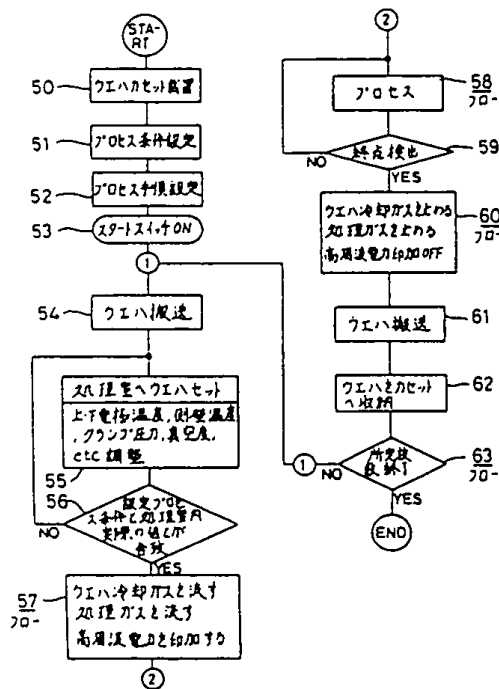 STA-
RT
50
ウエハカセット載置
51
プロセス条件設定
52
プロセス手順設定
53
スタートスイッチON
1
54
ウエハ搬送
処理室へウエハセット
上下電極温度,側壁温度
,クランプ圧力,真空度,
etc 調整
55
56
設定プロセ
ス条件と処理室内
実際の値とが
合致
NO
YES
57
フロー
ウエハ冷却ガスを流す
処理ガスを流す
高周波電力を印加する
2
2
58
フロー
プロセス
59
終点検出
NO
YES
60
フロー
ウエハ冷却ガスを止める
処理ガスを止める
高周波電力印加OFF
61
ウエハ搬送
62
ウエハをカセット
へ収納
63
フロー
所定枚
数終了
1
NO
YES
END